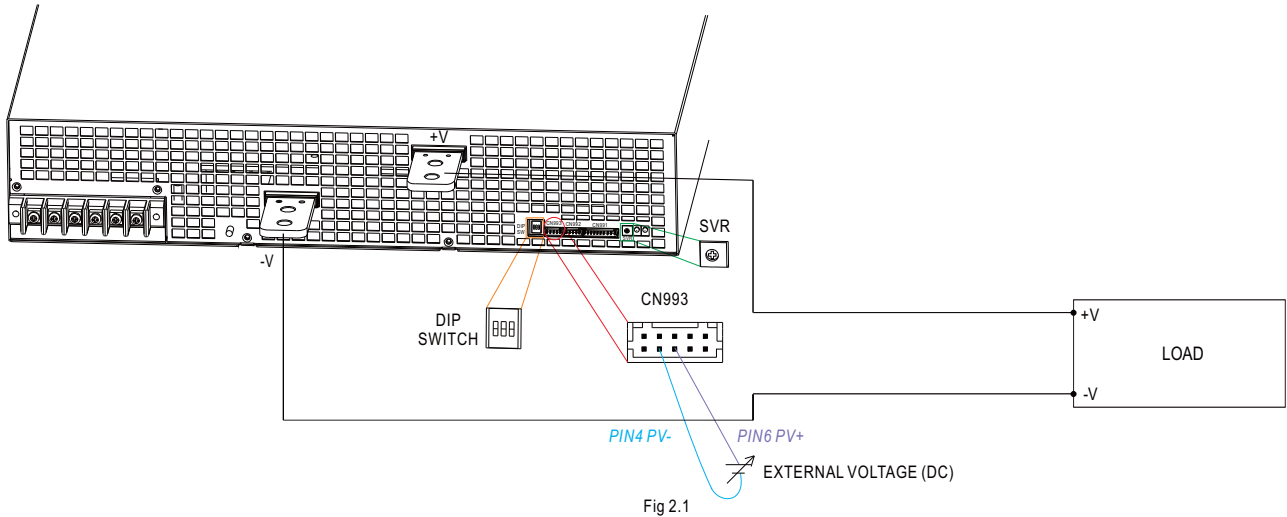 +V
-V
DIP
SW
CN993
CN992
CN991
SVR
DIP
SWITCH
CN993
+V
LOAD
-V
PIN4 PV-
PIN6 PV+
EXTERNAL VOLTAGE (DC)
Fig 2.1